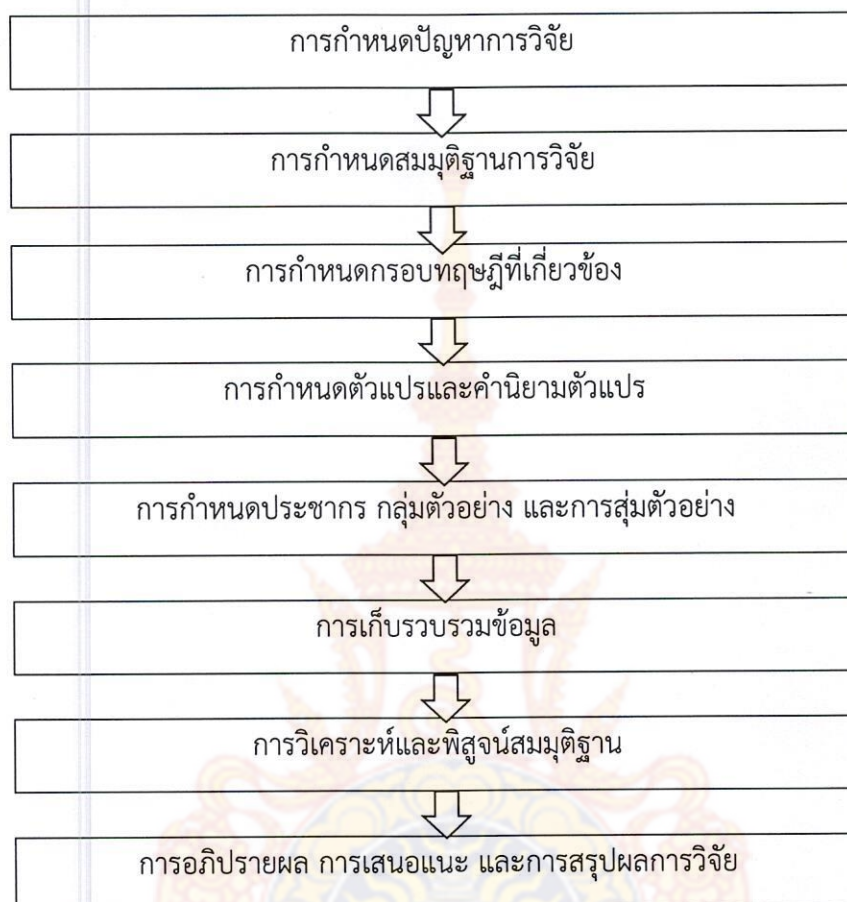 การกำหนดปัญหาการวิจัย
การกำหนดสมมุติฐานการวิจัย
การกำหนดกรอบทฤษฎีที่เกี่ยวข้อง
การกำหนดตัวแปรและคำนิยามตัวแปร
การกำหนดประชากร กลุ่มตัวอย่าง และการสุ่มตัวอย่าง
การเก็บรวบรวมข้อมูล
การวิเคราะห์และพิสูจน์สมมุติฐาน
การอภิปรายผล การเสนอแนะ และการสรุปผลการวิจัย